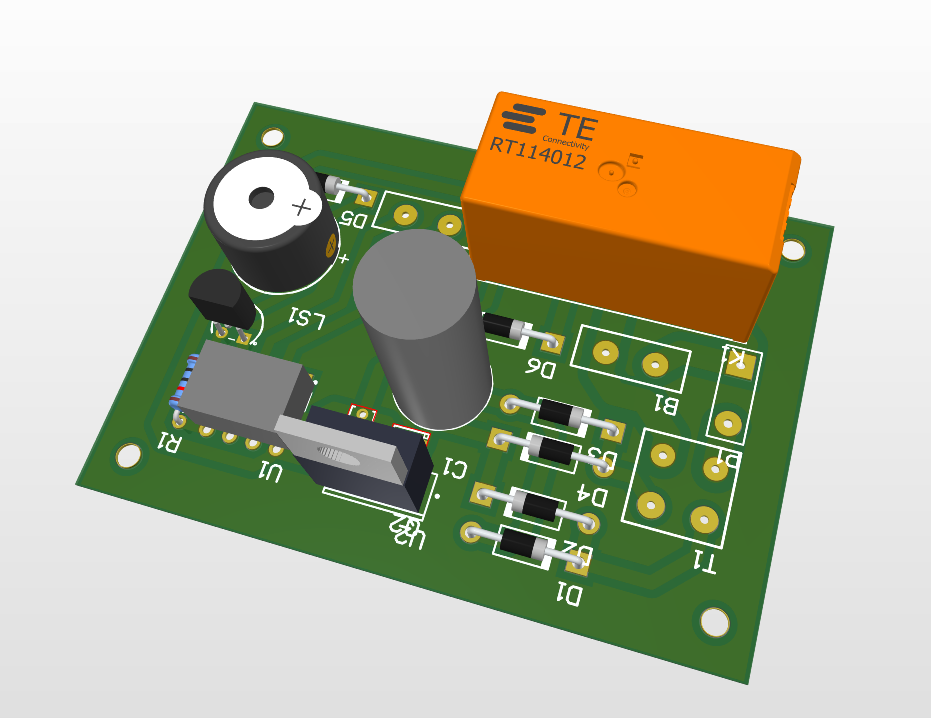 TE
Connectivity
RT114012
D5
+
+
LS1
D6
K1
B1
P1
D3
D4
R1
U1
C1
U2
D2
T1
D1